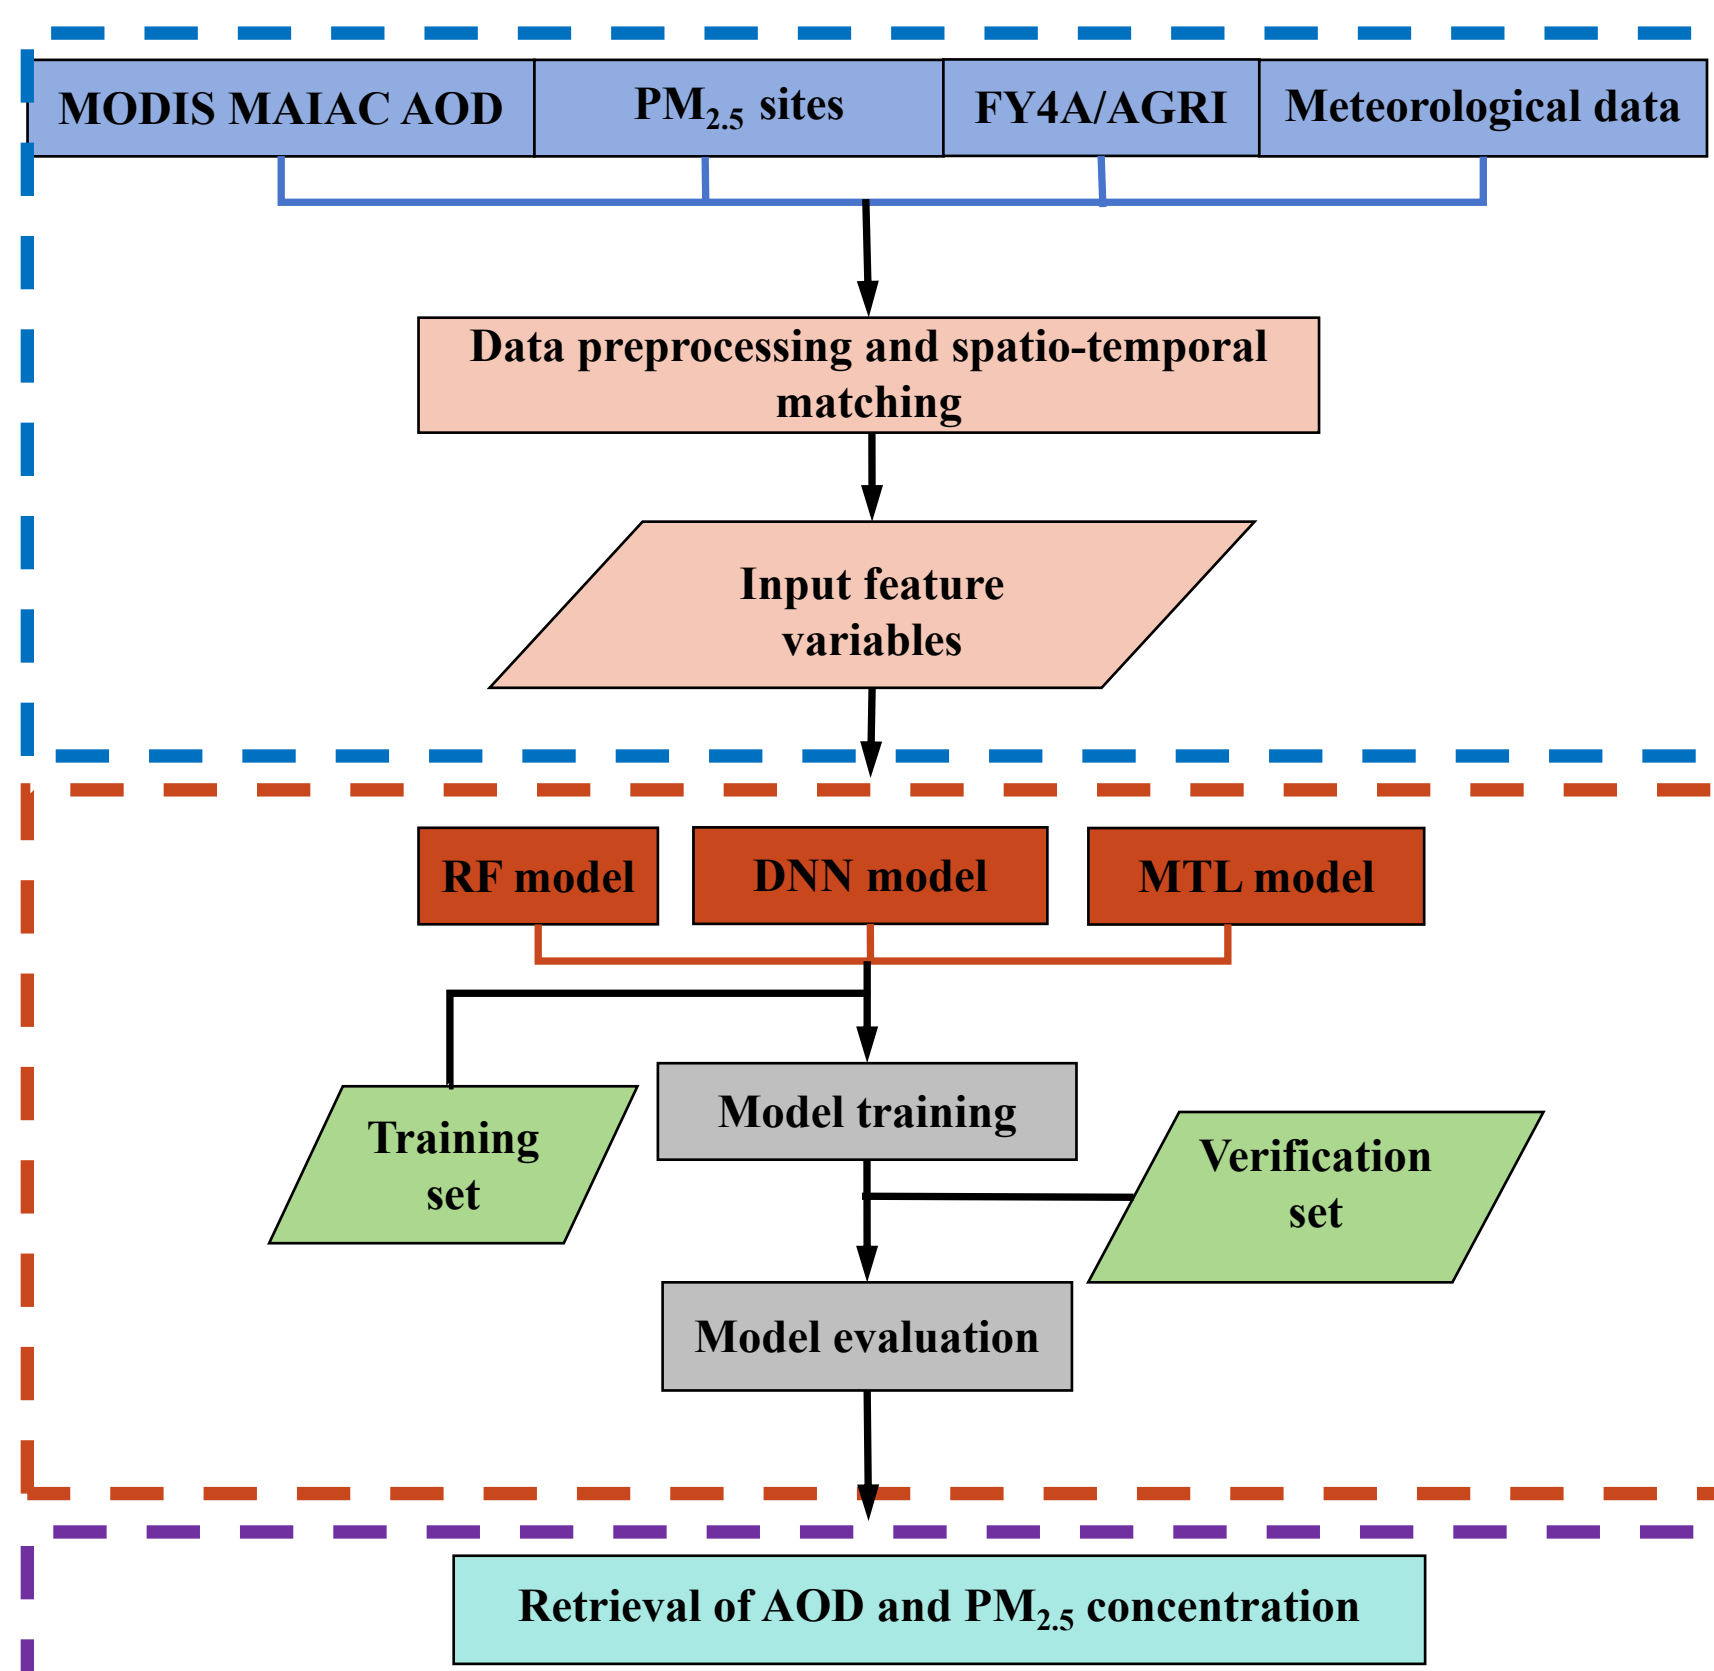 MODIS MAIAC AOD
PM₂.₅ sites
FY4A/AGRI
Meteorological data
Data preprocessing and spatio-temporal
matching
Input feature
variables
RF model
DNN model
MTL model
Training
set
Model training
Verification
set
Model evaluation
Retrieval of AOD and PM₂.₅ concentration